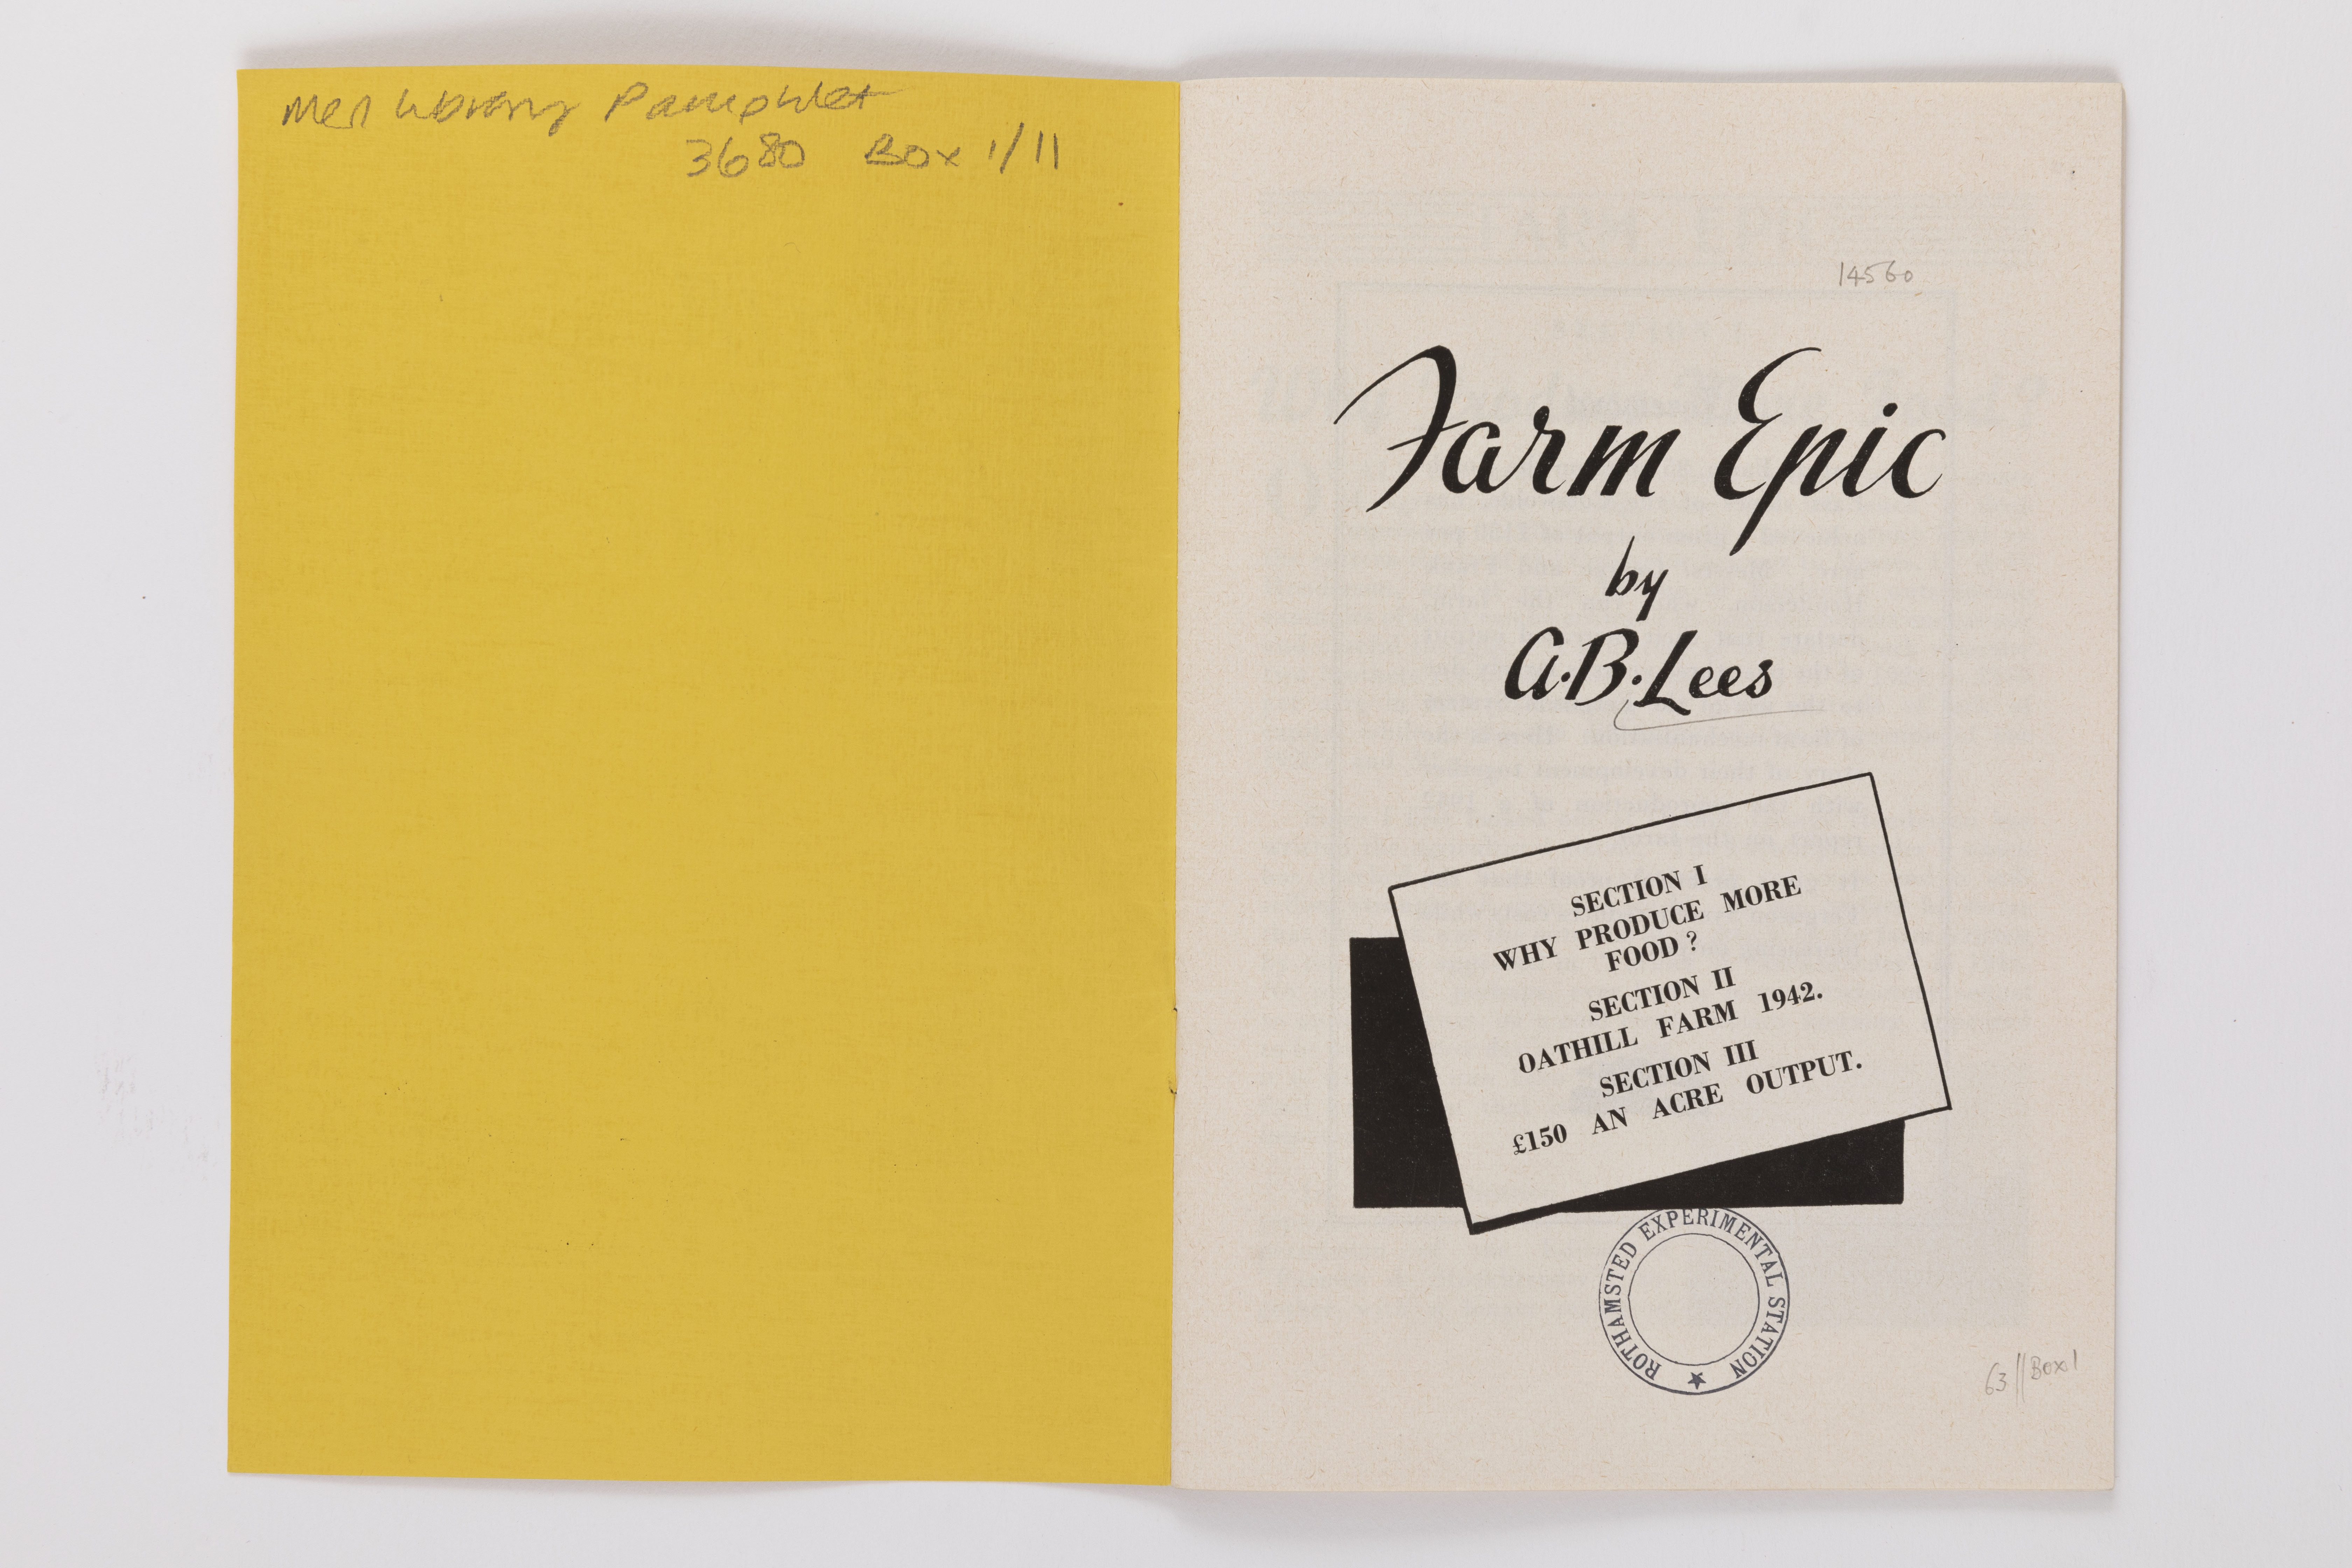 MERL Library Pamphlet
3680 Box 1/11
14560
Farm Epic
by
A.B. Lees
SECTION I
WHY PRODUCE MORE
FOOD?
SECTION II
OATHILL FARM 1942.
SECTION III
£150 AN ACRE OUTPUT.
ROTHAMSTED EXPERIMENTAL STATION
63//Box 1